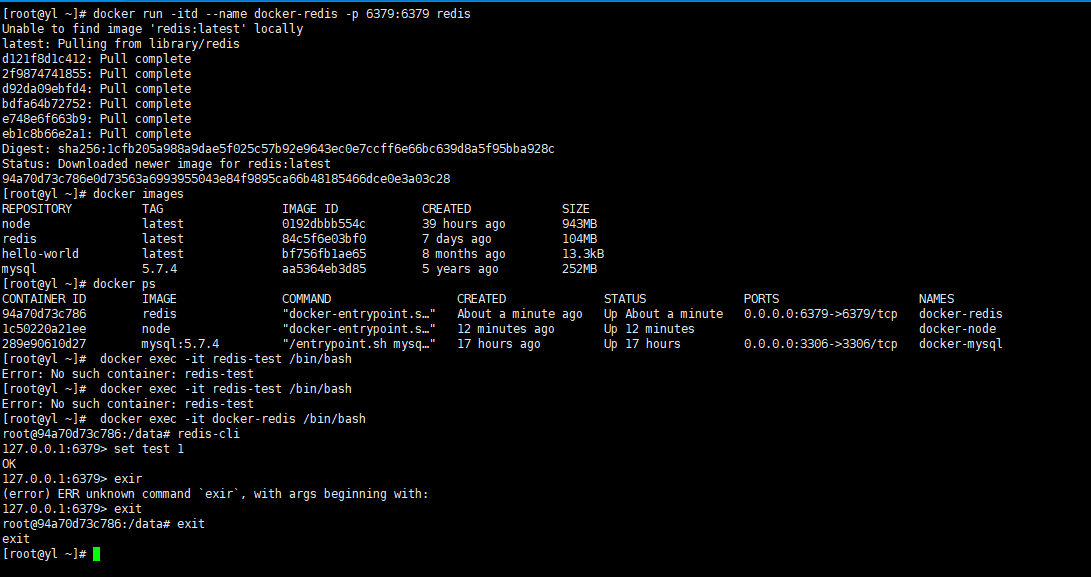 [root@yl ~]# docker run -itd --name docker-redis -p 6379:6379 redis
Unable to find image 'redis:latest' locally
latest: Pulling from library/redis
d121f8d1c412: Pull complete
2f9874741855: Pull complete
d92da09ebfd4: Pull complete
bdfa64b72752: Pull complete
e748e6f663b9: Pull complete
eb1c8b66e2a1: Pull complete
Digest: sha256:1cfb205a988a9dae5f025c57b92e9643ec0e7ccff6e66bc639d8a5f95bba928c
Status: Downloaded newer image for redis:latest
94a70d73c786e0d73563a6993955043e84f9895ca66b48185466dce0e3a03c28
[root@yl ~]# docker images
REPOSITORY          TAG                 IMAGE ID            CREATED             SIZE
node                latest              0192dbbb554c        39 hours ago        943MB
redis               latest              84c5f6e03bf0        7 days ago          104MB
hello-world         latest              bf756fb1ae65        8 months ago        13.3kB
mysql               5.7.4               aa5364eb3d85        5 years ago         252MB
[root@yl ~]# docker ps
CONTAINER ID        IMAGE               COMMAND                  CREATED              STATUS              PORTS                    NAMES
94a70d73c786        redis               "docker-entrypoint.s…"   About a minute ago   Up About a minute   0.0.0.0:6379->6379/tcp   docker-redis
1c50220a21ee        node                "docker-entrypoint.s…"   12 minutes ago       Up 12 minutes                                docker-node
289e90610d27        mysql:5.7.4         "/entrypoint.sh mysq…"   17 hours ago         Up 17 hours         0.0.0.0:3306->3306/tcp   docker-mysql
[root@yl ~]#  docker exec -it redis-test /bin/bash
Error: No such container: redis-test
[root@yl ~]#  docker exec -it redis-test /bin/bash
Error: No such container: redis-test
[root@yl ~]#  docker exec -it docker-redis /bin/bash
root@94a70d73c786:/data# redis-cli
127.0.0.1:6379> set test 1
OK
127.0.0.1:6379> exir
(error) ERR unknown command `exir`, with args beginning with:
127.0.0.1:6379> exit
root@94a70d73c786:/data# exit
exit
[root@yl ~]#